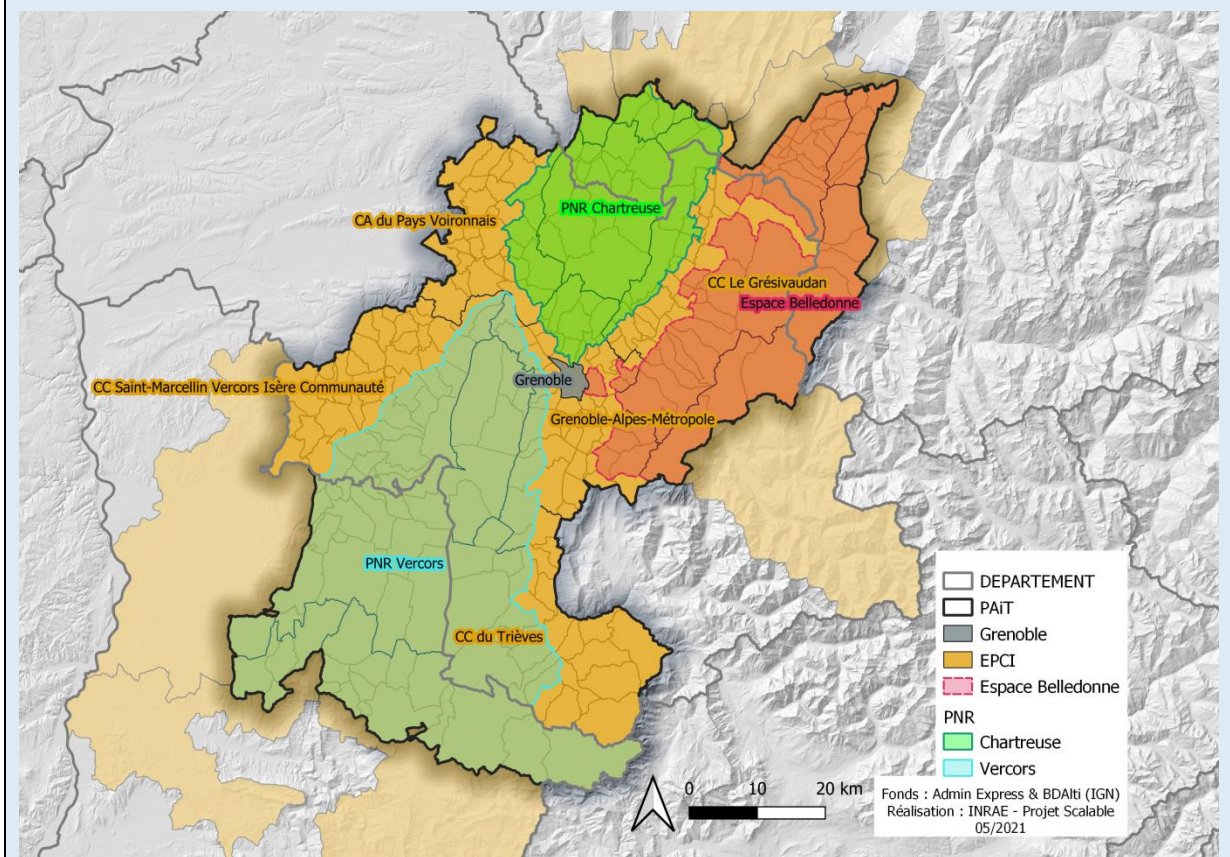 PNR Chartreuse
CA du Pays Voironnais
CC Le Grésivaudan
Espace Belledonne
Grenoble
CC Saint-Marcellin Vercors Isère Communauté
Grenoble-Alpes-Métropole
PNR Vercors
CC du Trièves
DEPARTEMENT
PAiT
Grenoble
EPCI
Espace Belledonne
PNR
Chartreuse
Vercors
0 10 20 km
Fonds : Admin Express & BDAlti (IGN)
Réalisation : INRAE - Projet Scalable
05/2021